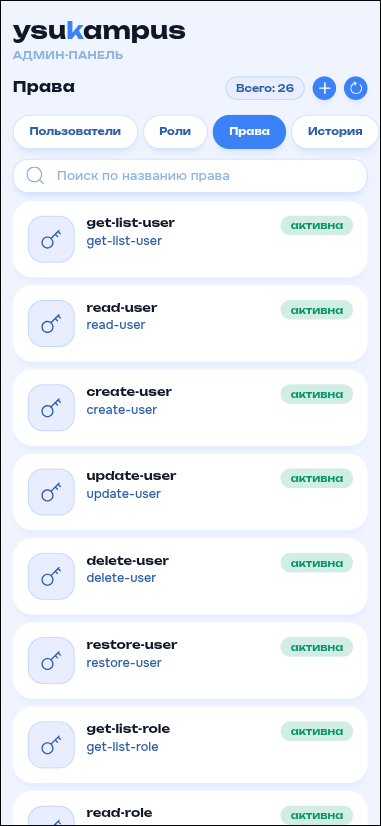 ysukampus
АДМИН-ПАНЕЛЬ
Права
Всего: 26
Пользователи
Роли
Права
История
Поиск по названию права
get-list-user
активна
get-list-user
read-user
активна
read-user
create-user
активна
create-user
update-user
активна
update-user
delete-user
активна
delete-user
restore-user
активна
restore-user
get-list-role
активна
get-list-role
read-role
активна